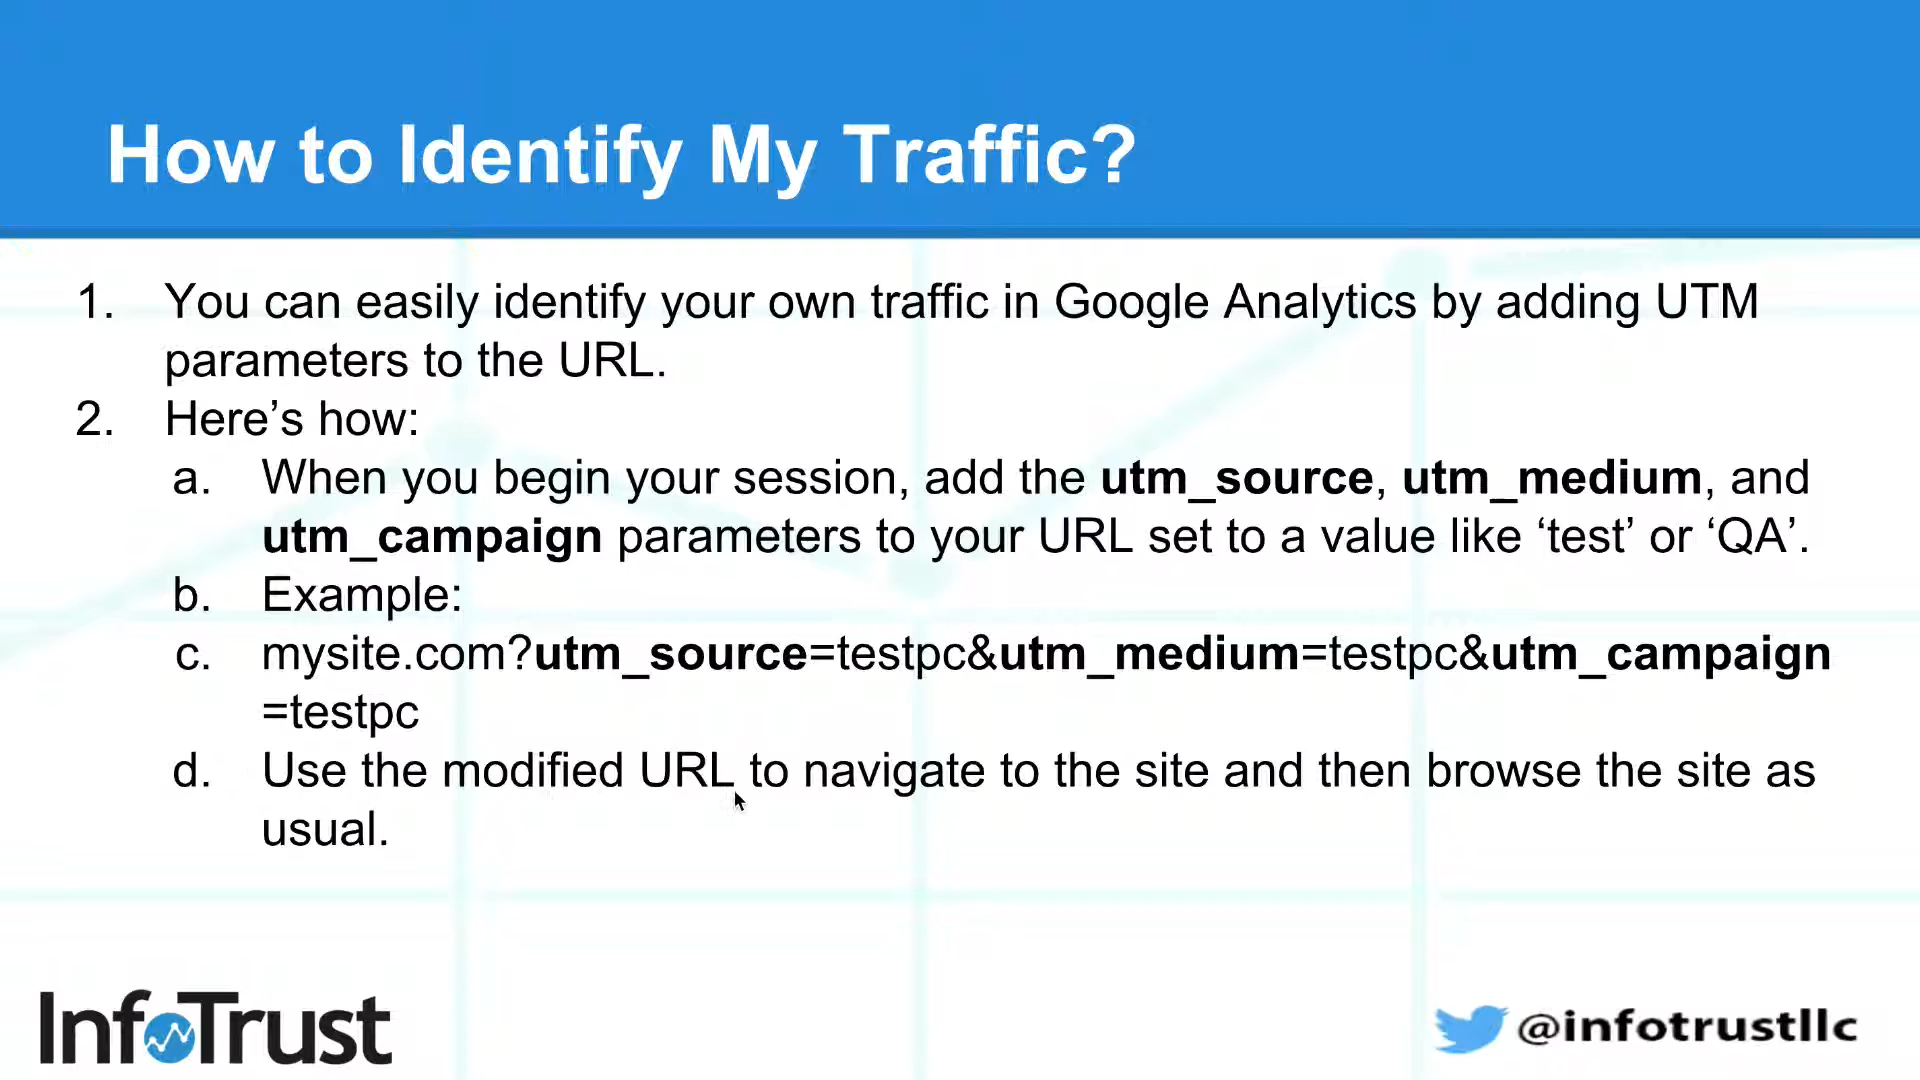 How to Identify My Traffic?
1. You can easily identify your own traffic in Google Analytics by adding UTM
parameters to the URL.
2. Here’s how:
a. When you begin your session, add the utm_source, utm_medium, and
utm_campaign parameters to your URL set to a value like ‘test’ or ‘QA’.
b. Example:
c. mysite.com?utm_source=testpc&utm_medium=testpc&utm_campaign
=testpc
d. Use the modified URL to navigate to the site and then browse the site as
usual.
InfoTrust
@infotrustllc